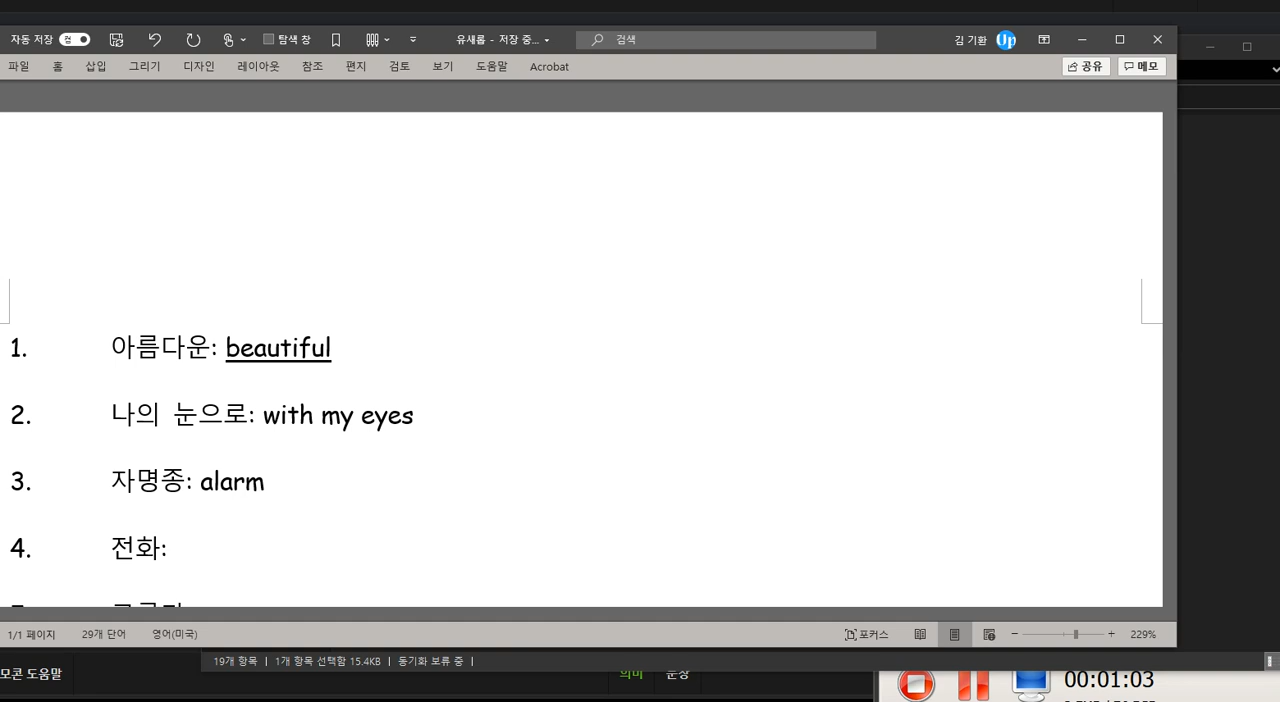 자동 저장 컴 탐색 창 유새롬 - 저장 중... 검색 김 기환 Up
파일 홈 삽입 그리기 디자인 레이아웃 참조 편지 검토 보기 도움말 Acrobat 공유 메모
1. 아름다운: beautiful
2. 나의 눈으로: with my eyes
3. 자명종: alarm
4. 전화:
1/1 페이지 29개 단어 영어(미국) 포커스 229%
19개 항목 1개 항목 선택함 15.4KB 동기화 보류 중
모콘 도움말 의미 문장 00:01:03